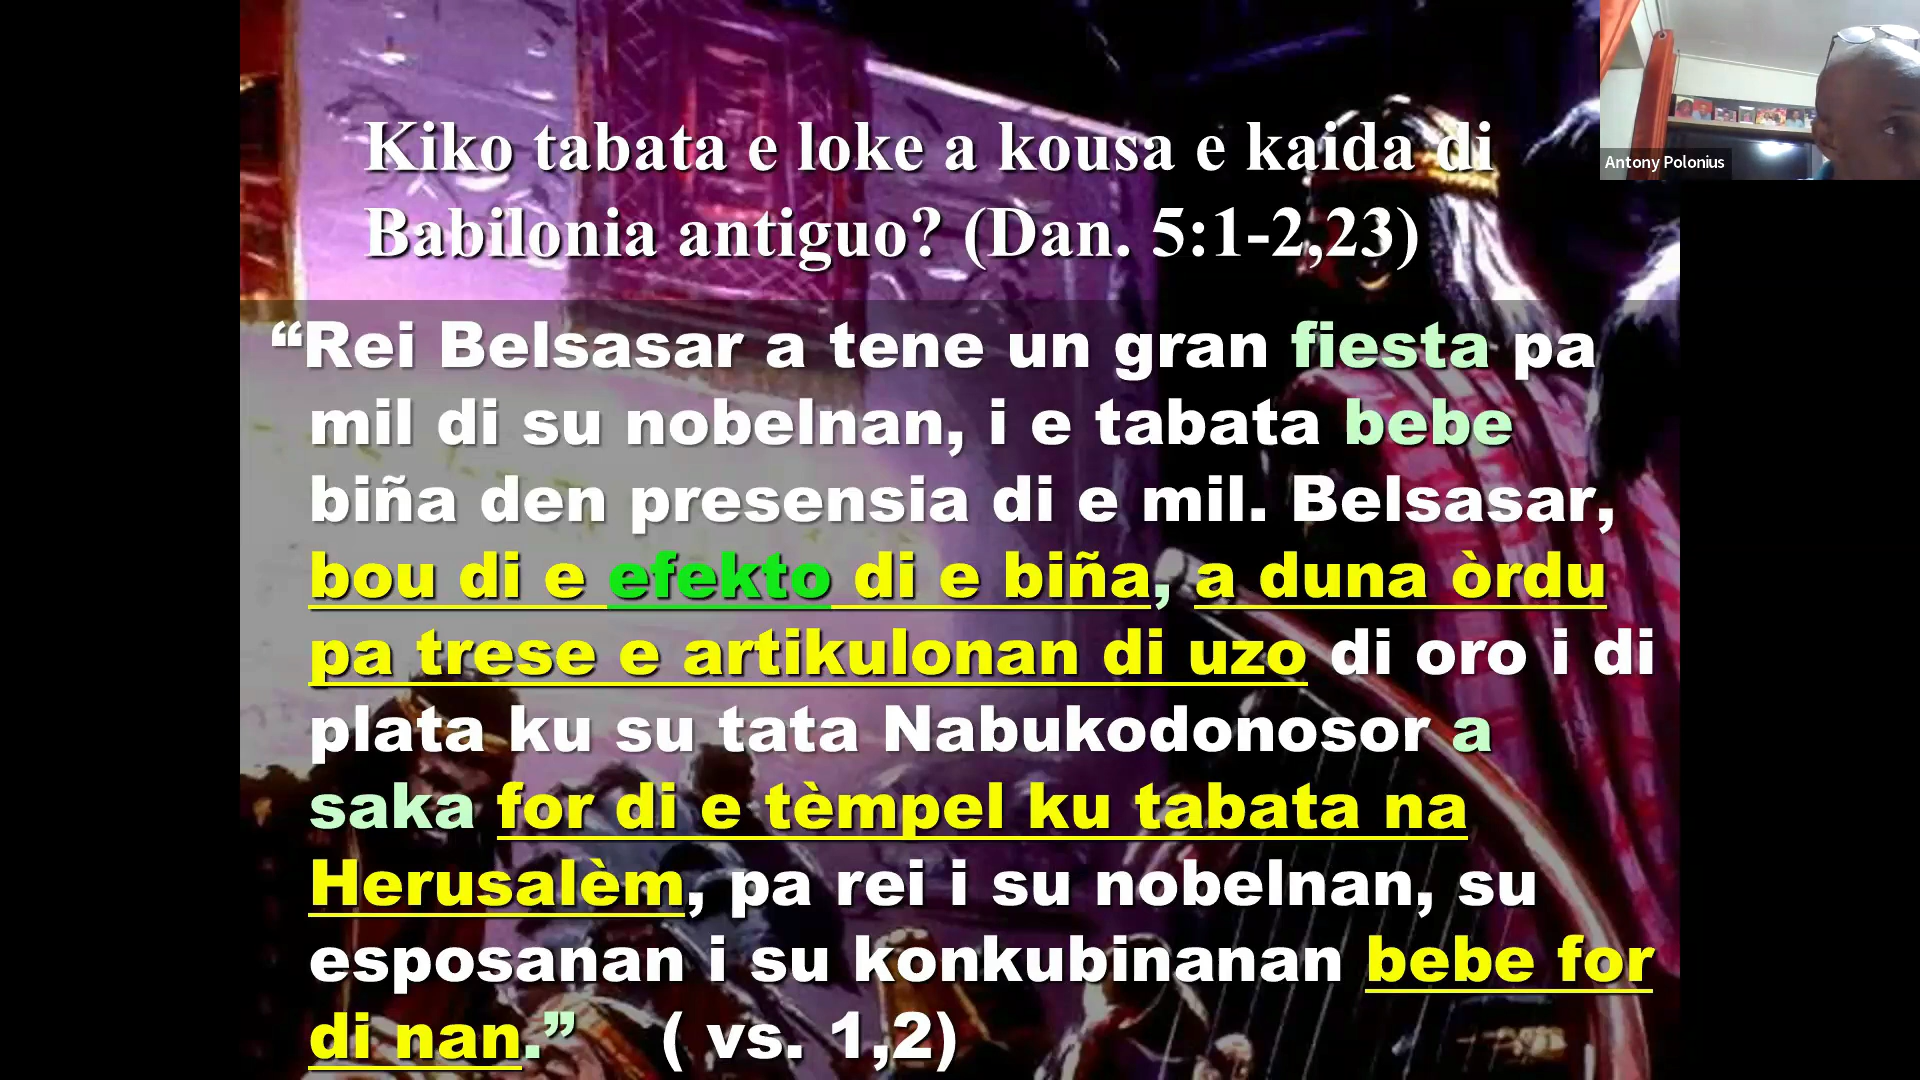 Kiko tabata e loke a kousa e kaida di
Babilonia antiguo? (Dan. 5:1-2,23)
“Rei Belsasar a tene un gran fiesta pa
mil di su nobelnan, i e tabata bebe
biña den presensia di e mil. Belsasar,
bou di e efekto di e biña, a duna òrdu
pa trese e artikulonan di uzo di oro i di
plata ku su tata Nabukodonosor a
saka for di e tèmpel ku tabata na
Herusalèm, pa rei i su nobelnan, su
esposanan i su konkubinanan bebe for
di nan.” ( vs. 1,2)
Antony Polonius